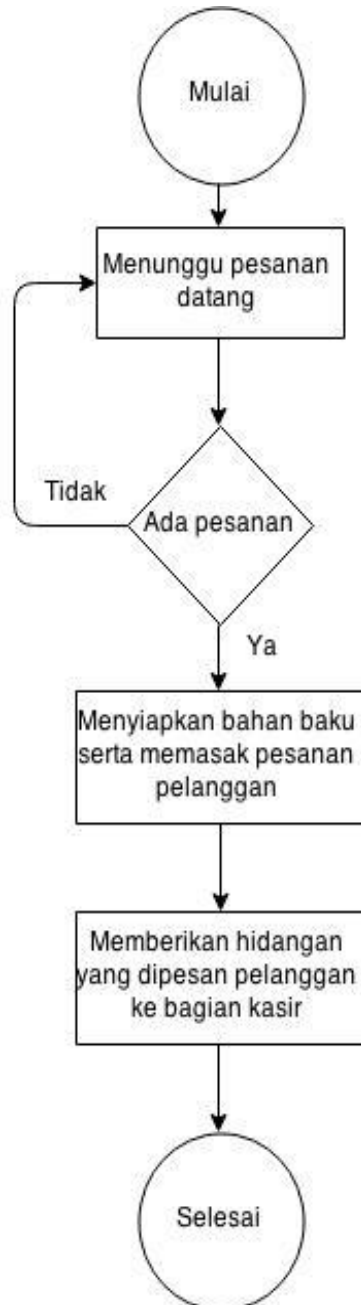 Mulai
Menunggu pesanan
datang
Tidak
Ada pesanan
Ya
Menyiapkan bahan baku
serta memasak pesanan
pelanggan
Memberikan hidangan
yang dipesan pelanggan
ke bagian kasir
Selesai